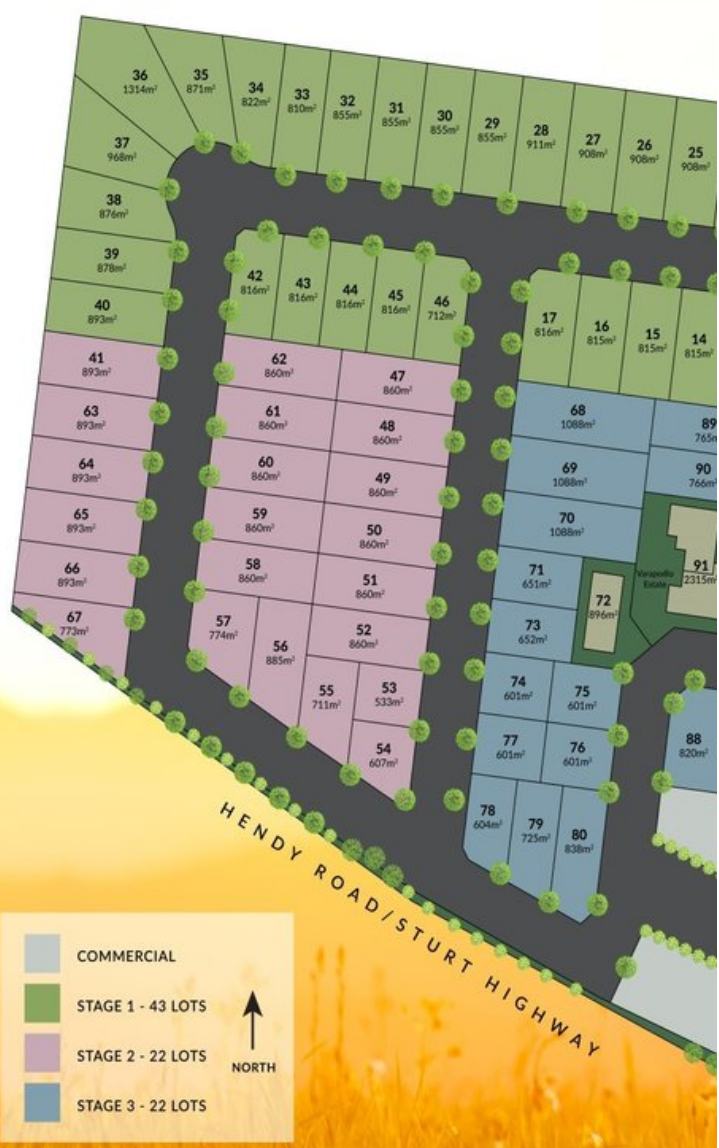 36
1314m²
35
871m²
34
822m²
33
810m²
32
855m²
31
855m²
30
855m²
29
855m²
28
911m²
27
908m²
26
908m²
25
908m²
37
968m²
38
876m²
39
878m²
40
893m²
42
816m²
43
816m²
44
816m²
45
816m²
46
712m²
17
816m²
16
815m²
15
815m²
14
815m²
41
893m²
63
893m²
64
893m²
65
893m²
66
893m²
67
773m²
62
860m²
47
860m²
61
860m²
48
860m²
60
860m²
49
860m²
59
860m²
50
860m²
58
860m²
51
860m²
57
774m²
56
885m²
52
860m²
55
711m²
53
533m²
54
607m²
68
1088m²
89
765m
69
1088m²
90
766m²
70
1088m²
71
651m²
72
896m²
Estate
91
2315m²
73
652m²
74
601m²
75
601m²
77
601m²
76
601m²
88
820m²
78
604m²
79
725m²
80
838m²
HENDY ROAD/STURT HIGHWAY
COMMERCIAL
STAGE 1 - 43 LOTS
STAGE 2 - 22 LOTS
STAGE 3 - 22 LOTS
NORTH